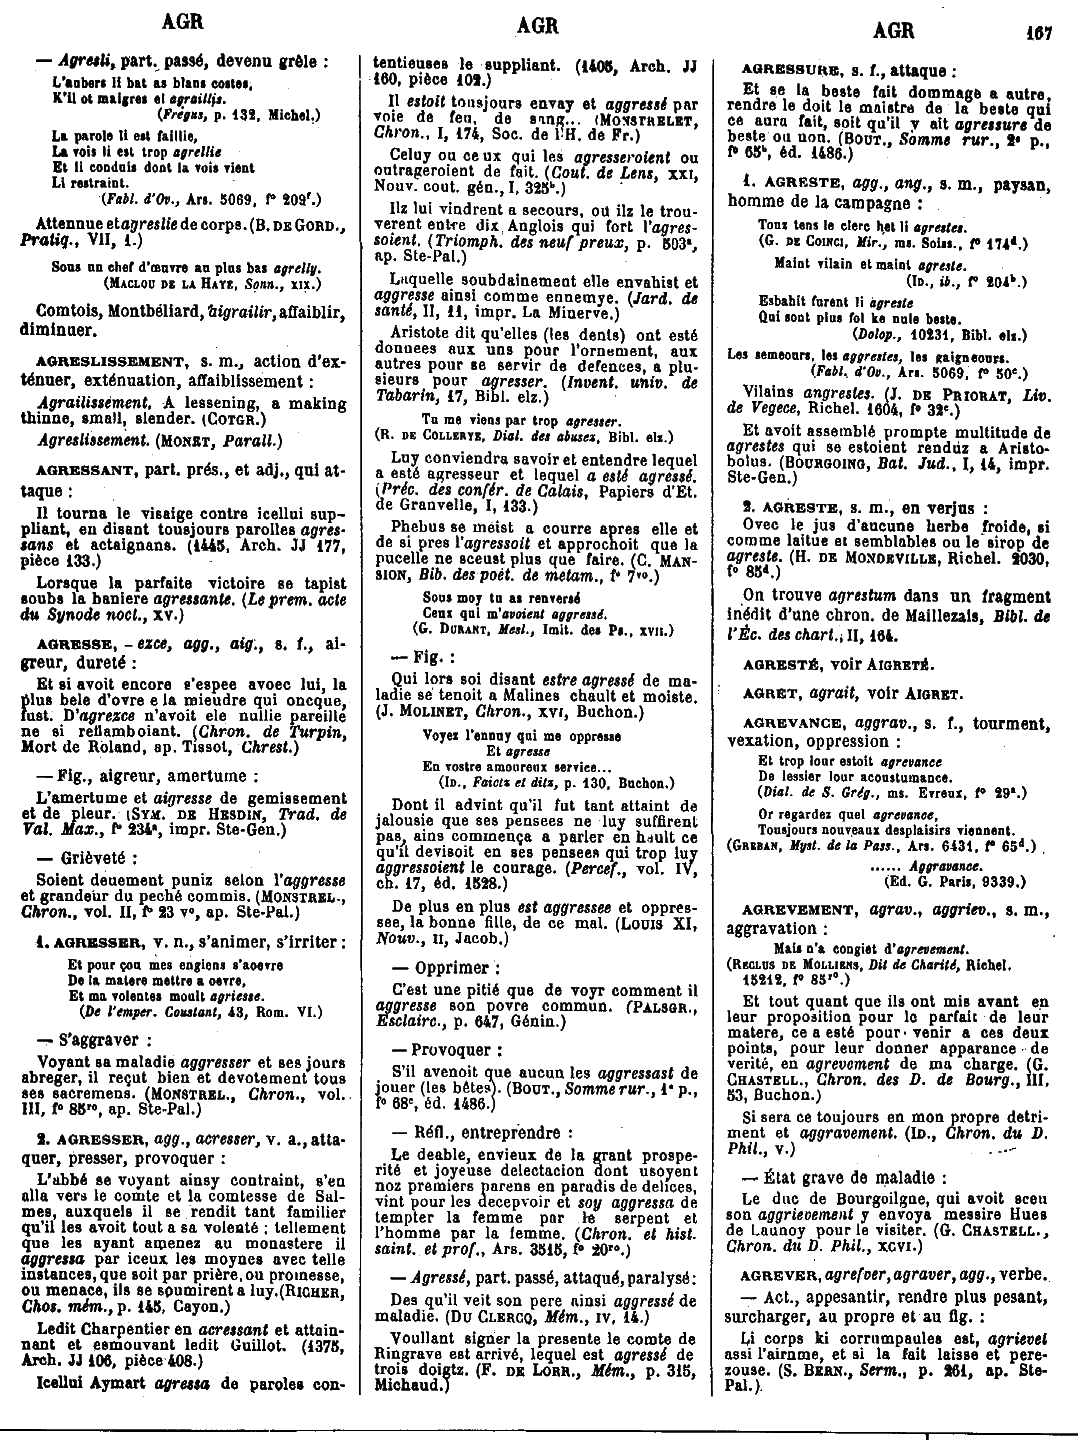 AGR
AGR
AGR 167
— Agresli, part. passé, devenu grêle :
L'aubers li bat as blans costes,
K'il ot maigres et agraillis.
(Fregus, p. 132, Michel.)
La parole li est faillie,
La vois li est trop agrellie
Et li conduis dont la vois vient
Li restraint.
(Fabl. d'Ov., Ars. 5069, f° 209f.)
Attennue et agreslie de corps. (B. DE GORD.,
Pratiq., VII, 1.)
Sous un chef d'œuvre au plus bas agrelly.
(MACLOU DE LA HAYE, Sonn., XIX.)
Comtois, Montbéliard, aigrailir, affaiblir,
diminuer.
AGRESLISSEMENT, s. m., action d'ex-
ténuer, exténuation, affaiblissement :
Agrailissement. A lessening, a making
thinne, small, slender. (COTGR.)
Agreslissement. (MONET, Parall.)
AGRESSANT, part. prés., et adj., qui at-
taque :
Il tourna le visaige contre icellui sup-
pliant, en disant tousjours parolles agres-
sans et actaignans. (1445, Arch. JJ 177,
pièce 133.)
Lorsque la parfaite victoire se tapist
soubs la baniere agressante. (Le prem. acte
du Synode noct., XV.)
AGRESSE, - ezce, agg., aig., s. f., ai-
greur, dureté :
Et si avoit encore s'espee avoec lui, la
plus bele d'ovre e la mieudre qui oncque,
fust. D'agrezce n'avoit ele nullie pareille
ne si reflamboiant. (Chron. de Turpin,
Mort de Roland, ap. Tissot, Chrest.)
— Fig., aigreur, amertume :
L'amertume et aigresse de gemissement
et de pleur. (SYM. DE HESDIN, Trad. de
Val. Max., f° 234a, impr. Ste-Gen.)
— Grièveté :
Soient deuement puniz selon l'aggresse
et grandeur du peché commis. (MONSTREL.,
Chron., vol. II, f° 23 v°, ap. Ste-Pal.)
1. AGRESSER, v. n., s'animer, s'irriter :
Et pour çou mes engiens s'aoevre
De la matere mettre a oevre,
Et ma volentes moult agriesse.
(De l'emper. Coustant, 43, Rom. VI.)
— S'aggraver :
Voyant sa maladie aggresser et ses jours
abreger, il reçut bien et devotement tous
ses sacremens. (MONSTREL., Chron., vol.
III, f° 85ro, ap. Ste-Pal.)
2. AGRESSER, agg., acresser, v. a., atta-
quer, presser, provoquer :
L'abbé se voyant ainsy contraint, s'en
alla vers le comte et la comtesse de Sal-
mes, auxquels il se rendit tant familier
qu'il les avoit tout a sa volenté ; tellement
que les ayant amenez au monastere il
aggressa par iceux les moynes avec telle
instances, que soit par prière, ou promesse,
ou menace, ils se soumirent a luy. (RICHER,
Chos. mém., p. 145, Cayon.)
Ledit Charpentier en acressant et attain-
nant et esmouvant ledit Guillot. (1375,
Arch. JJ 106, pièce 408.)
Icellui Aymart agressa de paroles con-
tentieuses le suppliant. (1405, Arch. JJ
160, pièce 102.)
Il estoit tousjours envay et aggressé par
voie de feu, de sang... (MONSTRELET,
Chron., I, 174, Soc. de l'H. de Fr.)
Celuy ou ceux qui les agresseroient ou
outrageroient de fait. (Cout. de Lens, XXI,
Nouv. cout. gén., I, 325b.)
Ilz lui vindrent a secours, ou ilz le trou-
verent entre dix Anglois qui fort l'agres-
soient. (Triomph. des neuf preux, p. 503a,
ap. Ste-Pal.)
Laquelle soubdainement elle envahist et
aggresse ainsi comme ennemye. (Jard. de
santé, II, 11, impr. La Minerve.)
Aristote dit qu'elles (les dents) ont esté
donnees aux uns pour l'ornement, aux
autres pour se servir de defences, a plu-
sieurs pour agresser. (Invent. univ. de
Tabarin, 17, Bibl. elz.)
Tu me viens par trop agresser.
(R. DE COLLERYE, Dial. des abusez, Bibl. elz.)
Luy conviendra savoir et entendre lequel
a esté agresseur et lequel a esté agressé.
(Préc. des confér. de Calais, Papiers d'Et.
de Granvelle, I, 133.)
Phebus se meist a courre apres elle et
de si pres l'agressoit et approchoit que la
pucelle ne sceust plus que faire. (C. MAN-
SION, Bib. des poët. de metam., f° 7vo.)
Sous moy tu as renversé
Ceux qui m'avoient aggressé.
(G. DURANT, Mesl., Imit. des Ps., XVII.)
— Fig. :
Qui lors soi disant estre agressé de ma-
ladie se tenoit a Malines chault et moiste.
(J. MOLINET, Chron., XVI, Buchon.)
Voyez l'ennuy qui me oppresse
Et agresse
En vostre amoureux service...
(ID., Faictz et ditz, p. 130, Buchon.)
Dont il advint qu'il fut tant attaint de
jalousie que ses pensees ne luy suffirent
pas, ains commença a parler en hault ce
qu'il devisoit en ses pensees qui trop luy
aggressoient le courage. (Percef., vol. IV,
ch. 17, éd. 1528.)
De plus en plus est aggressee et oppres-
see, la bonne fille, de ce mal. (LOUIS XI,
Nouv., II, Jacob.)
— Opprimer :
C'est une pitié que de voyr comment il
aggresse son povre commun. (PALSGR.,
Esclairc., p. 647, Génin.)
— Provoquer :
S'il avenoit que aucun les aggressast de
jouer (les bêtes). (BOUT., Somme rur., 1e p.,
f° 68c, éd. 1486.)
— Réfl., entreprendre :
Le deable, envieux de la grant prospe-
rité et joyeuse delectacion dont usoyent
noz premiers parens en paradis de delices,
vint pour les decepvoir et soy aggressa de
tempter la femme par le serpent et
l'homme par la femme. (Chron. et hist.
saint. et prof., Ars. 3515, f° 20ro.)
— Agressé, part. passé, attaqué, paralysé :
Des qu'il veit son pere ainsi aggressé de
maladie. (DU CLERCQ, Mém., IV, 14.)
Voullant signer la presente le comte de
Ringrave est arrivé, lequel est agressé de
trois doigtz. (F. DE LORR., Mém., p. 315,
Michaud.)
AGRESSURE, s. f., attaque :
Et se la beste fait dommage a autre,
rendre le doit le maistre de la beste qui
ce aura fait, soit qu'il y ait agressure de
beste ou non. (BOUT., Somme rur., 2e p.,
f° 65b, éd. 1486.)
1. AGRESTE, agg., ang., s. m., paysan,
homme de la campagne :
Tous tens le clerc het li agrestes.
(G. DE COINCI, Mir., ms. Soiss., f° 174d.)
Maint vilain et maint agreste.
(ID., ib., f° 204b.)
Esbahit furent li agreste
Qui sont plus fol ke nule beste.
(Dolop., 10231, Bibl. elz.)
Les semeours, les aggrestes, les gaigneours.
(Fabl. d'Ov., Ars. 5069, f° 50c.)
Vilains angrestes. (J. DE PRIORAT, Liv.
de Vegece, Richel. 1604, f° 32c.)
Et avoit assemblé prompte multitude de
agrestes qui se estoient renduz a Aristo-
bolus. (BOURGOING, Bat. Jud., I, 14, impr.
Ste-Gen.)
2. AGRESTE, s. m., en verjus :
Ovec le jus d'aucune herbe froide, si
comme laitue et semblables ou le sirop de
agreste. (H. DE MONDEVILLE, Richel. 2030,
f° 85d.)
On trouve agrestum dans un fragment
inédit d'une chron. de Maillezais, Bibl. de
l'Éc. des chart., II, 164.
AGRESTÉ, voir AIGRETÉ.
AGRET, agrait, voir AIGRET.
AGREVANCE, aggrav., s. f., tourment,
vexation, oppression :
Et trop lour estoit agrevance
De lessier lour acoustumance.
(Dial. de S. Grég., ms. Evreux, f° 29a.)
Or regardez quel agrevance,
Tousjours nouveaux desplaisirs viennent.
(GREBAN, Myst. de la Pass., Ars. 6431, f° 65d.)
...... Aggravance.
(Ed. G. Paris, 9339.)
AGREVEMENT, agrav., aggriev., s. m.,
aggravation :
Mais n'a congiet d'agrevement.
(RECLUS DE MOLLIENS, Dit de Charité, Richel.
15212, f° 85ro.)
Et tout quant que ils ont mis avant en
leur proposition pour le parfait de leur
matere, ce a esté pour venir a ces deux
points, pour leur donner apparance de
verité, en agrevement de ma charge. (G.
CHASTELL., Chron. des D. de Bourg., III,
53, Buchon.)
Si sera ce toujours en mon propre detri-
ment et aggravement. (ID., Chron. du D.
Phil., V.)
— État grave de maladie :
Le duc de Bourgoilgne, qui avoit sceu
son aggrievement y envoya messire Hues
de Launoy pour le visiter. (G. CHASTELL.,
Chron. du D. Phil., XCVI.)
AGREVER, agrefver, agraver, agg., verbe.
— Act., appesantir, rendre plus pesant,
surcharger, au propre et au fig. :
Li corps ki corrumpaules est, agrievet
assi l'airnme, et si la fait laisse et pere-
zouse. (S. BERN., Serm., p. 261, ap. Ste-
Pal.)